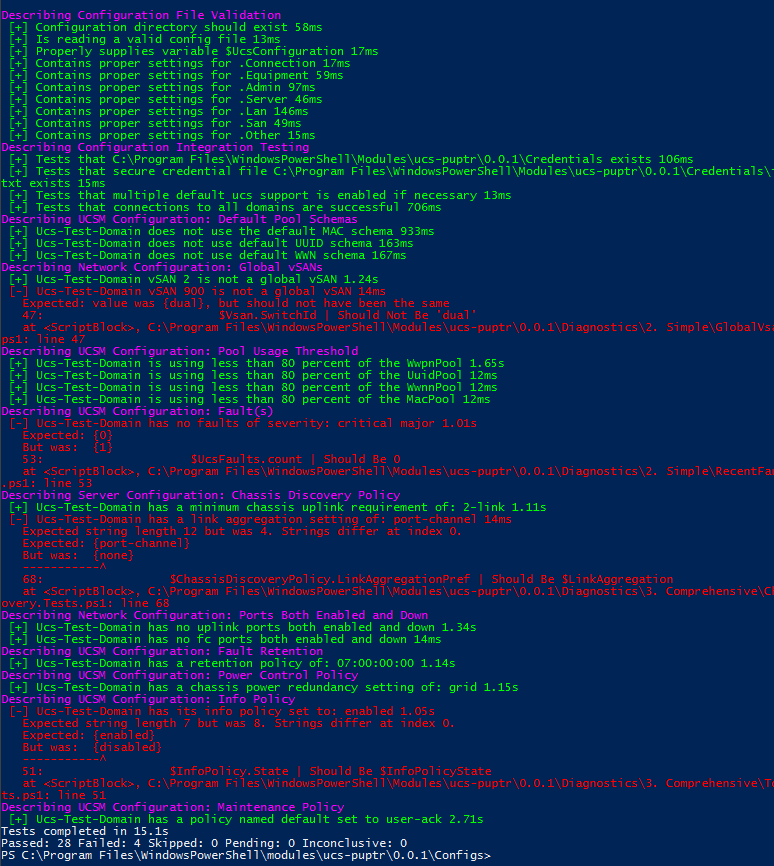 Describing Configuration File Validation
[+] Configuration directory should exist 58ms
[+] Is reading a valid config file 13ms
[+] Properly supplies variable $UcsConfiguration 17ms
[+] Contains proper settings for .Connection 17ms
[+] Contains proper settings for .Equipment 59ms
[+] Contains proper settings for .Admin 97ms
[+] Contains proper settings for .Server 46ms
[+] Contains proper settings for .Lan 146ms
[+] Contains proper settings for .San 49ms
[+] Contains proper settings for .Other 15ms
Describing Configuration Integration Testing
[+] Tests that C:\Program Files\WindowsPowerShell\Modules\ucs-puptr\0.0.1\Credentials exists 106ms
[+] Tests that secure credential file C:\Program Files\WindowsPowerShell\Modules\ucs-puptr\0.0.1\Credentials\
txt exists 15ms
[+] Tests that multiple default ucs support is enabled if necessary 13ms
[+] Tests that connections to all domains are successful 706ms
Describing UCSM Configuration: Default Pool Schemas
[+] Ucs-Test-Domain does not use the default MAC schema 933ms
[+] Ucs-Test-Domain does not use default UUID schema 163ms
[+] Ucs-Test-Domain does not use default WWN schema 167ms
Describing Network Configuration: Global vSANs
[+] Ucs-Test-Domain vSAN 2 is not a global vSAN 1.24s
[-] Ucs-Test-Domain vSAN 900 is not a global vSAN 14ms
Expected: value was {dual}, but should not have been the same
47: $Vsan.SwitchId | Should Not Be 'dual'
at <ScriptBlock>, C:\Program Files\WindowsPowerShell\Modules\ucs-puptr\0.0.1\Diagnostics\2. Simple\GlobalVsa
ps1: line 47
Describing UCSM Configuration: Pool Usage Threshold
[+] Ucs-Test-Domain is using less than 80 percent of the WwpnPool 1.65s
[+] Ucs-Test-Domain is using less than 80 percent of the UuidPool 12ms
[+] Ucs-Test-Domain is using less than 80 percent of the WwnnPool 12ms
[+] Ucs-Test-Domain is using less than 80 percent of the MacPool 12ms
Describing UCSM Configuration: Fault(s)
[-] Ucs-Test-Domain has no faults of severity: critical major 1.01s
Expected: {0}
But was: {1}
53: $UcsFaults.count | Should Be 0
at <ScriptBlock>, C:\Program Files\WindowsPowerShell\Modules\ucs-puptr\0.0.1\Diagnostics\2. Simple\RecentFau
.ps1: line 53
Describing Server Configuration: Chassis Discovery Policy
[+] Ucs-Test-Domain has a minimum chassis uplink requirement of: 2-link 1.11s
[-] Ucs-Test-Domain has a link aggregation setting of: port-channel 14ms
Expected string length 12 but was 4. Strings differ at index 0.
Expected: {port-channel}
But was: {none}
-----------^
68: $ChassisDiscoveryPolicy.LinkAggregationPref | Should Be $LinkAggregation
at <ScriptBlock>, C:\Program Files\WindowsPowerShell\Modules\ucs-puptr\0.0.1\Diagnostics\3. Comprehensive\Ch
overy.Tests.ps1: line 68
Describing Network Configuration: Ports Both Enabled and Down
[+] Ucs-Test-Domain has no uplink ports both enabled and down 1.34s
[+] Ucs-Test-Domain has no fc ports both enabled and down 14ms
Describing UCSM Configuration: Fault Retention
[+] Ucs-Test-Domain has a retention policy of: 07:00:00:00 1.14s
Describing UCSM Configuration: Power Control Policy
[+] Ucs-Test-Domain has a chassis power redundancy setting of: grid 1.15s
Describing UCSM Configuration: Info Policy
[-] Ucs-Test-Domain has its info policy set to: enabled 1.05s
Expected string length 7 but was 8. Strings differ at index 0.
Expected: {enabled}
But was: {disabled}
-----------^
51: $InfoPolicy.State | Should Be $InfoPolicyState
at <ScriptBlock>, C:\Program Files\WindowsPowerShell\Modules\ucs-puptr\0.0.1\Diagnostics\3. Comprehensive\Te
ts.ps1: line 51
Describing UCSM Configuration: Maintenance Policy
[+] Ucs-Test-Domain has a policy named default set to user-ack 2.71s
Tests completed in 15.1s
Passed: 28 Failed: 4 Skipped: 0 Pending: 0 Inconclusive: 0
PS C:\Program Files\WindowsPowerShell\modules\ucs-puptr\0.0.1\Configs>